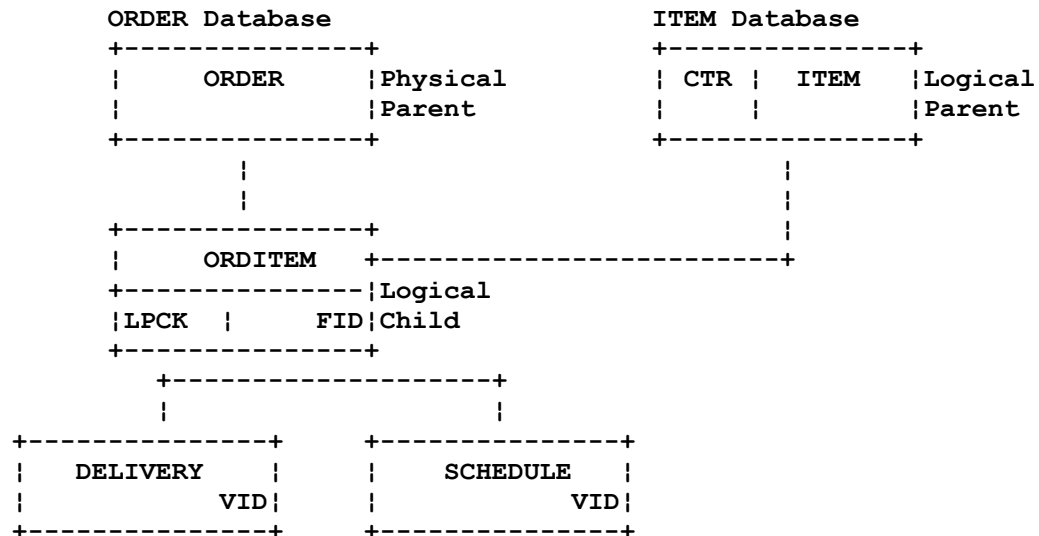 ORDER Database ITEM Database
ORDER Physical CTR ITEM Logical
Parent Parent
ORDITEM
Logical
LPCK FID Child
DELIVERY SCHEDULE
VID VID